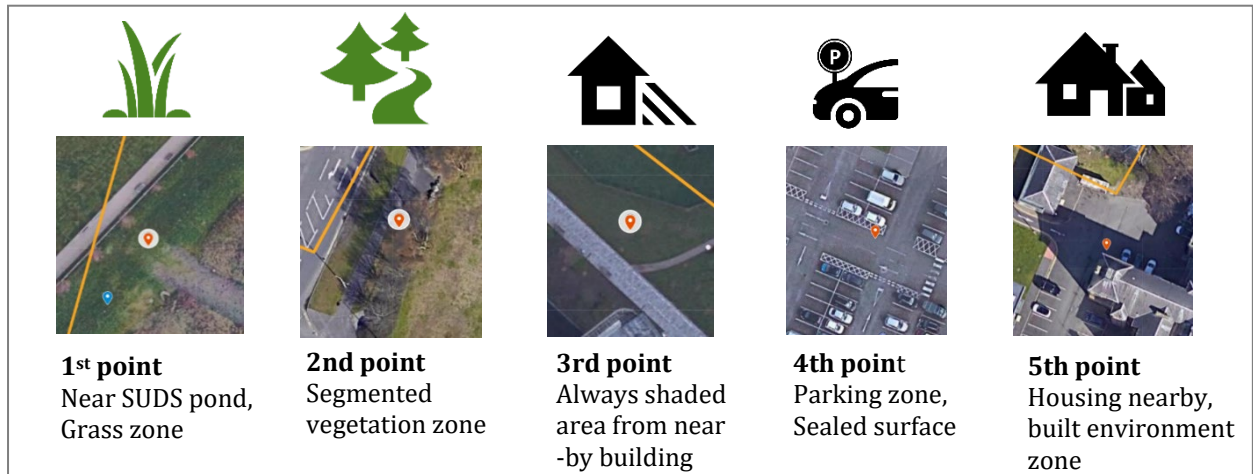 P
1st point
Near SUDS pond,
Grass zone
2nd point
Segmented
vegetation zone
3rd point
Always shaded
area from near
-by building
4th point
Parking zone,
Sealed surface
5th point
Housing nearby,
built environment
zone